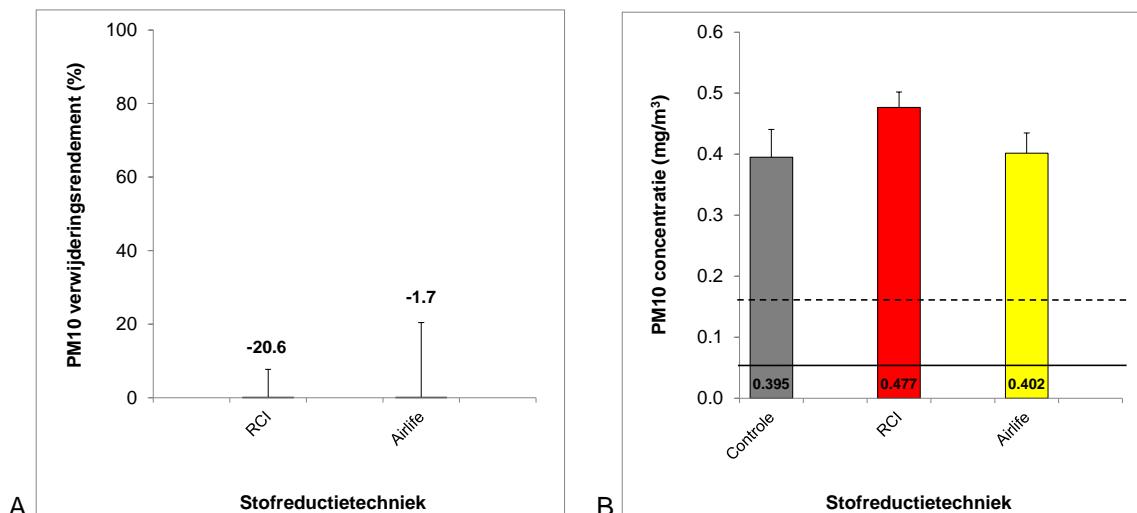 PM10 verwijderingsrendement (%)
100
80
60
40
20
0
-20.6
-1.7
RCI
Airlife
Stofreductietechniek
A
PM10 concentratie (mg/m³)
0.6
0.5
0.4
0.3
0.2
0.1
0.0
0.395
0.477
0.402
Controle
RCI
Airlife
Stofreductietechniek
B